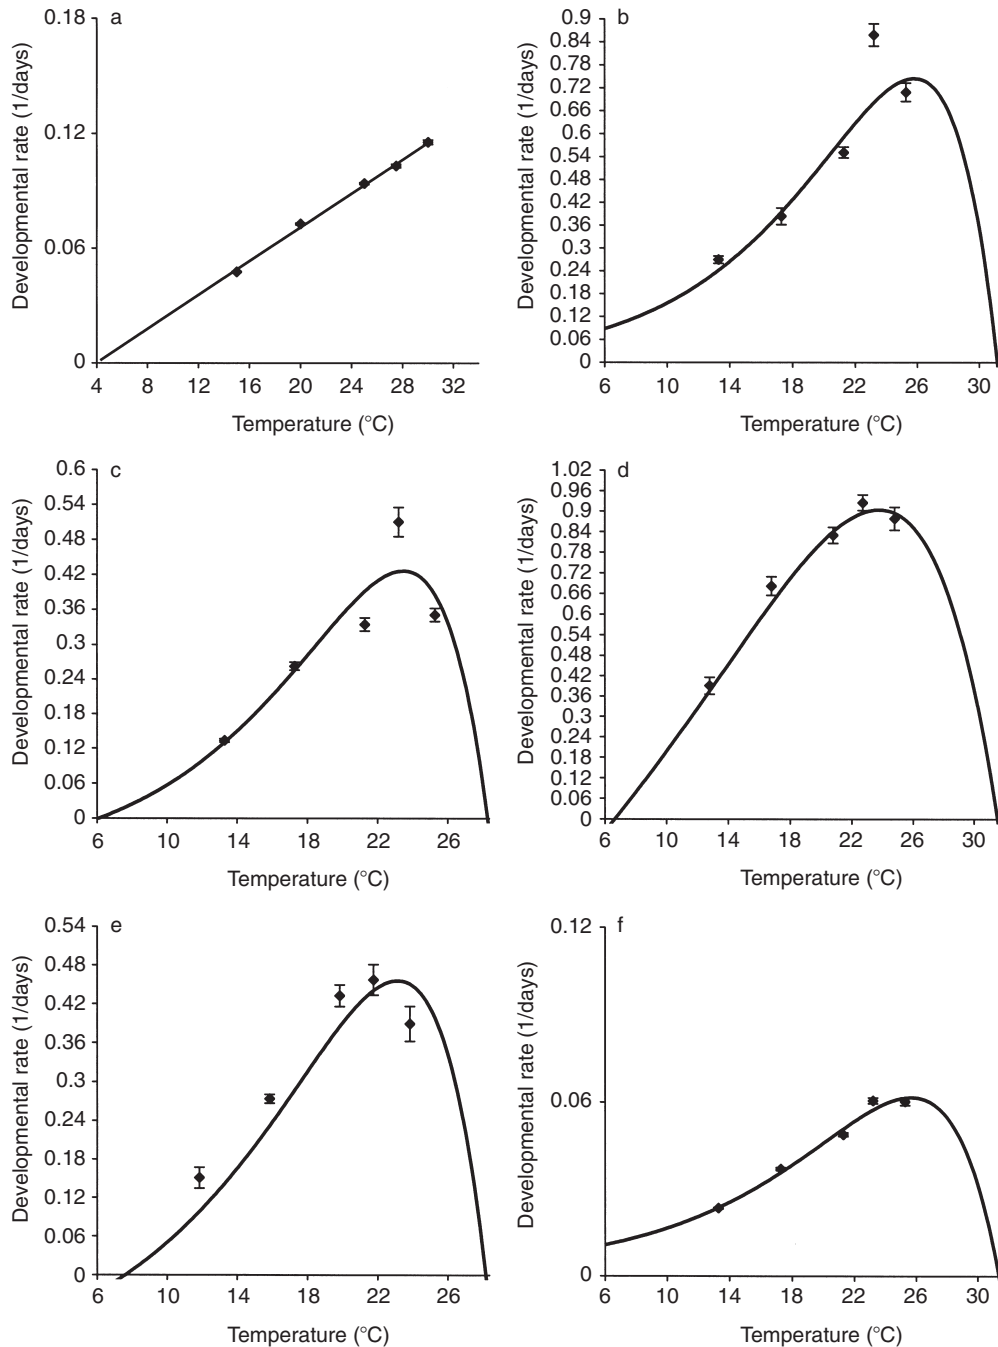 a
Developmental rate (1/days)
0.18
0.12
0.06
0
4 8 12 16 20 24 28 32
Temperature (°C)
b
Developmental rate (1/days)
0.9
0.84
0.78
0.72
0.66
0.6
0.54
0.48
0.42
0.36
0.3
0.24
0.18
0.12
0.06
0
6 10 14 18 22 26 30
Temperature (°C)
c
Developmental rate (1/days)
0.6
0.54
0.48
0.42
0.36
0.3
0.24
0.18
0.12
0.06
0
6 10 14 18 22 26
Temperature (°C)
d
Developmental rate (1/days)
1.02
0.96
0.9
0.84
0.78
0.72
0.66
0.6
0.54
0.48
0.42
0.36
0.3
0.24
0.18
0.12
0.06
0
6 10 14 18 22 26 30
Temperature (°C)
e
Developmental rate (1/days)
0.54
0.48
0.42
0.36
0.3
0.24
0.18
0.12
0.06
0
6 10 14 18 22 26
Temperature (°C)
f
Developmental rate (1/days)
0.12
0.06
0
6 10 14 18 22 26 30
Temperature (°C)